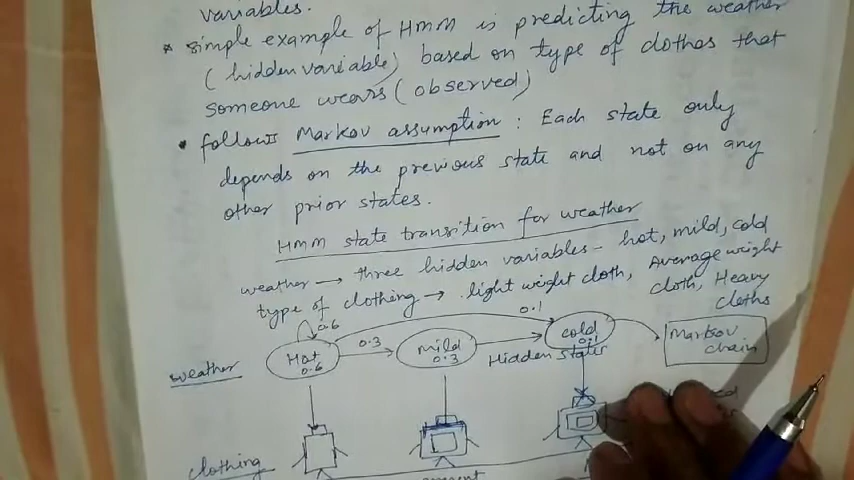 variables.
* simple example of HMM is predicting the weather
(hidden variable) based on type of clothes that
someone wears (observed)
• follows Markov assumption : Each state only
depends on the previous state and not on any
other prior states.
HMM state transition for weather
weather → three hidden variables - hot, mild, cold
type of clothing → light weight cloth, Average weight
cloth, Heavy
cloths
0.6
0.1
0.3
weather
Hot
0.6
mild
0.3
cold
0.1
Hidden states
Markov
chain
clothing